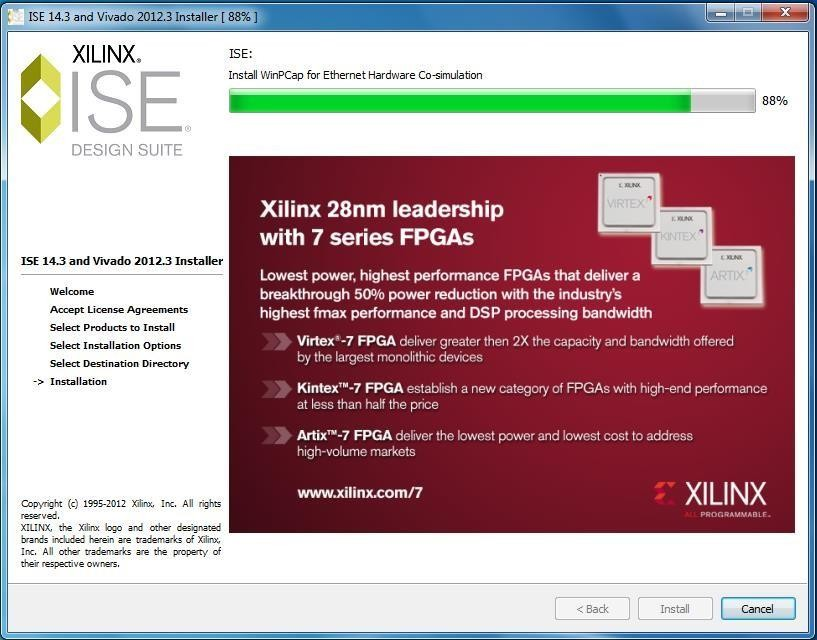 ISE 14.3 and Vivado 2012.3 Installer [ 88% ]
XILINX®
ISE®
DESIGN SUITE
ISE:
Install WinPCap for Ethernet Hardware Co-simulation
88%
ISE 14.3 and Vivado 2012.3 Installer
Welcome
Accept License Agreements
Select Products to Install
Select Installation Options
Select Destination Directory
-> Installation
Xilinx 28nm leadership
with 7 series FPGAs
XILINX
VIRTEX
XILINX
KINTEX
XILINX
ARTIX
Lowest power, highest performance FPGAs that deliver a
breakthrough 50% power reduction with the industry's
highest fmax performance and DSP processing bandwidth
Virtex®-7 FPGA deliver greater then 2X the capacity and bandwidth offered
by the largest monolithic devices
Kintex™-7 FPGA establish a new category of FPGAs with high-end performance
at less than half the price
Artix™-7 FPGA deliver the lowest power and lowest cost to address
high-volume markets
www.xilinx.com/7
XILINX
ALL PROGRAMMABLE™
Copyright (c) 1995-2012 Xilinx, Inc. All rights
reserved.
XILINX, the Xilinx logo and other designated
brands included herein are trademarks of Xilinx,
Inc. All other trademarks are the property of
their respective owners.
< Back
Install
Cancel